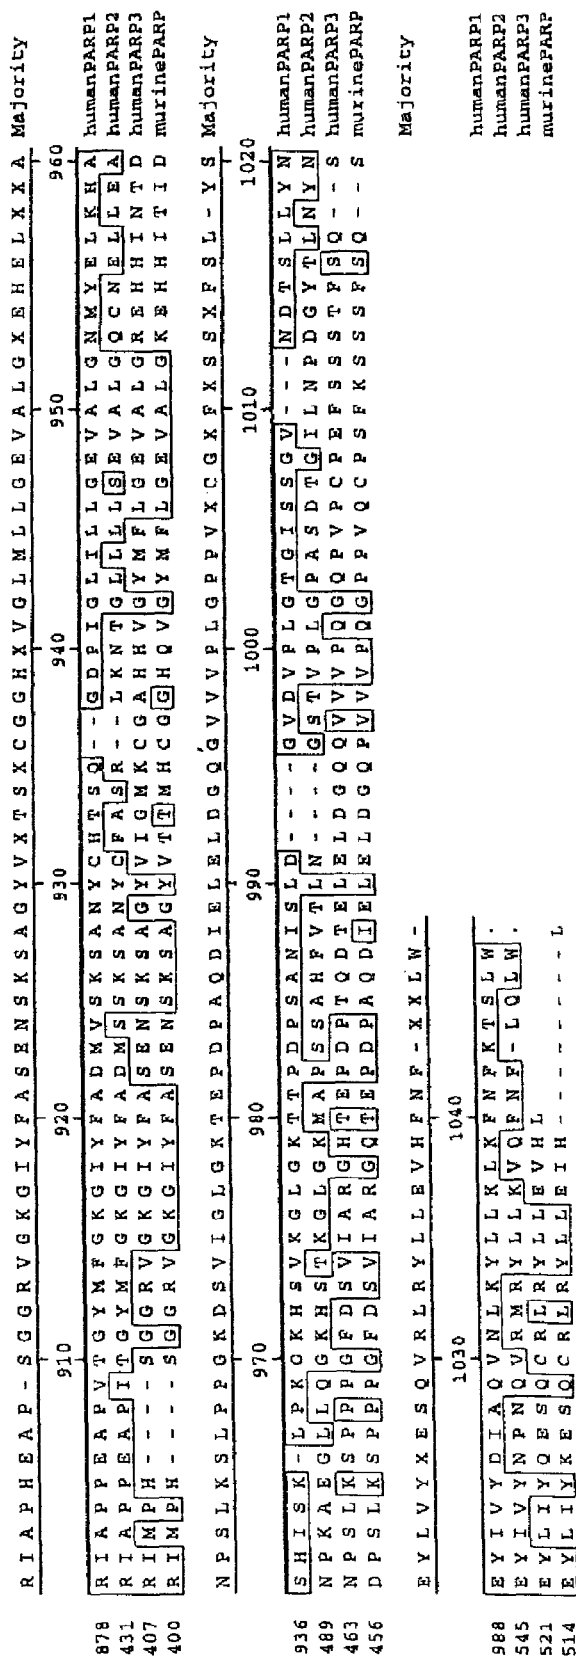 R I A P H E A P - S G G R V G K G I Y F A S E N S K S A G Y V X T S X C G G H X V G L M L L G E V A L G X E H E L X X A Majority
910 920 930 940 950 960
878 R I A P P E A P V T G Y M F G K G I Y F A D M V S K S A N Y C H T S Q - - G D P I G L I L L G E V A L G N M Y E L K H A humanPARP1
431 R I A P P E A P I T G Y M F G K G I Y F A D M S S K S A N Y C F A S R - - L K N T G L L L L S E V A L G Q C N E L L E A humanPARP2
407 R I M P H - - - - S G G R V G K G I Y F A S E N S K S A G Y V I G M K C G A H H V G Y M F L G E V A L G R E H H I N T D humanPARP3
400 R I M P H - - - - S G G R V G K G I Y F A S E N S K S A G Y V T T M H C G G H Q V G Y M F L G E V A L G K E H H I T I D murinePARP
N P S L K S L P P G K D S V I G L G K T E P D P A Q D I E L E L D G Q G V V V P L G P P V X C G X F X S S X F S L - Y S Majority
970 980 990 1000 1010 1020
936 S H I S K - L P K G K H S V K G L G K T T P D P S A N I S L D - - - - G V D V P L G T G I S S G V - - - N D T S L L Y N humanPARP1
489 N P K A E G L L Q G K H S T K G L G K M A P S S A H F V T L N - - - - G S T V P L G P A S D T G I L N P D G Y T L N Y N humanPARP2
463 N P S L K S P P P G F D S V I A R G H T E P D P T Q D T E L E L D G Q Q V V V P Q G Q P V P C P E F S S S T F S Q - - S humanPARP3
456 D P S L K S P P P G F D S V I A R G Q T E P D P A Q D I E L E L D G Q P V V V P Q G P P V Q C P S F K S S S F S Q - - S murinePARP
E Y L V Y X E S Q V R L R Y L L E V H F N F - X X L W - Majority
1030 1040
988 E Y I V Y D I A Q V N L K Y L L K L K F N F K T S L W . humanPARP1
545 E Y I V Y N P N Q V R M R Y L L K V Q F N F - L Q L W . humanPARP2
521 E Y L I Y Q E S Q C R L R Y L L E V H L humanPARP3
514 E Y L I Y K E S Q C R L R Y L L E I H - - - - - - - L murinePARP